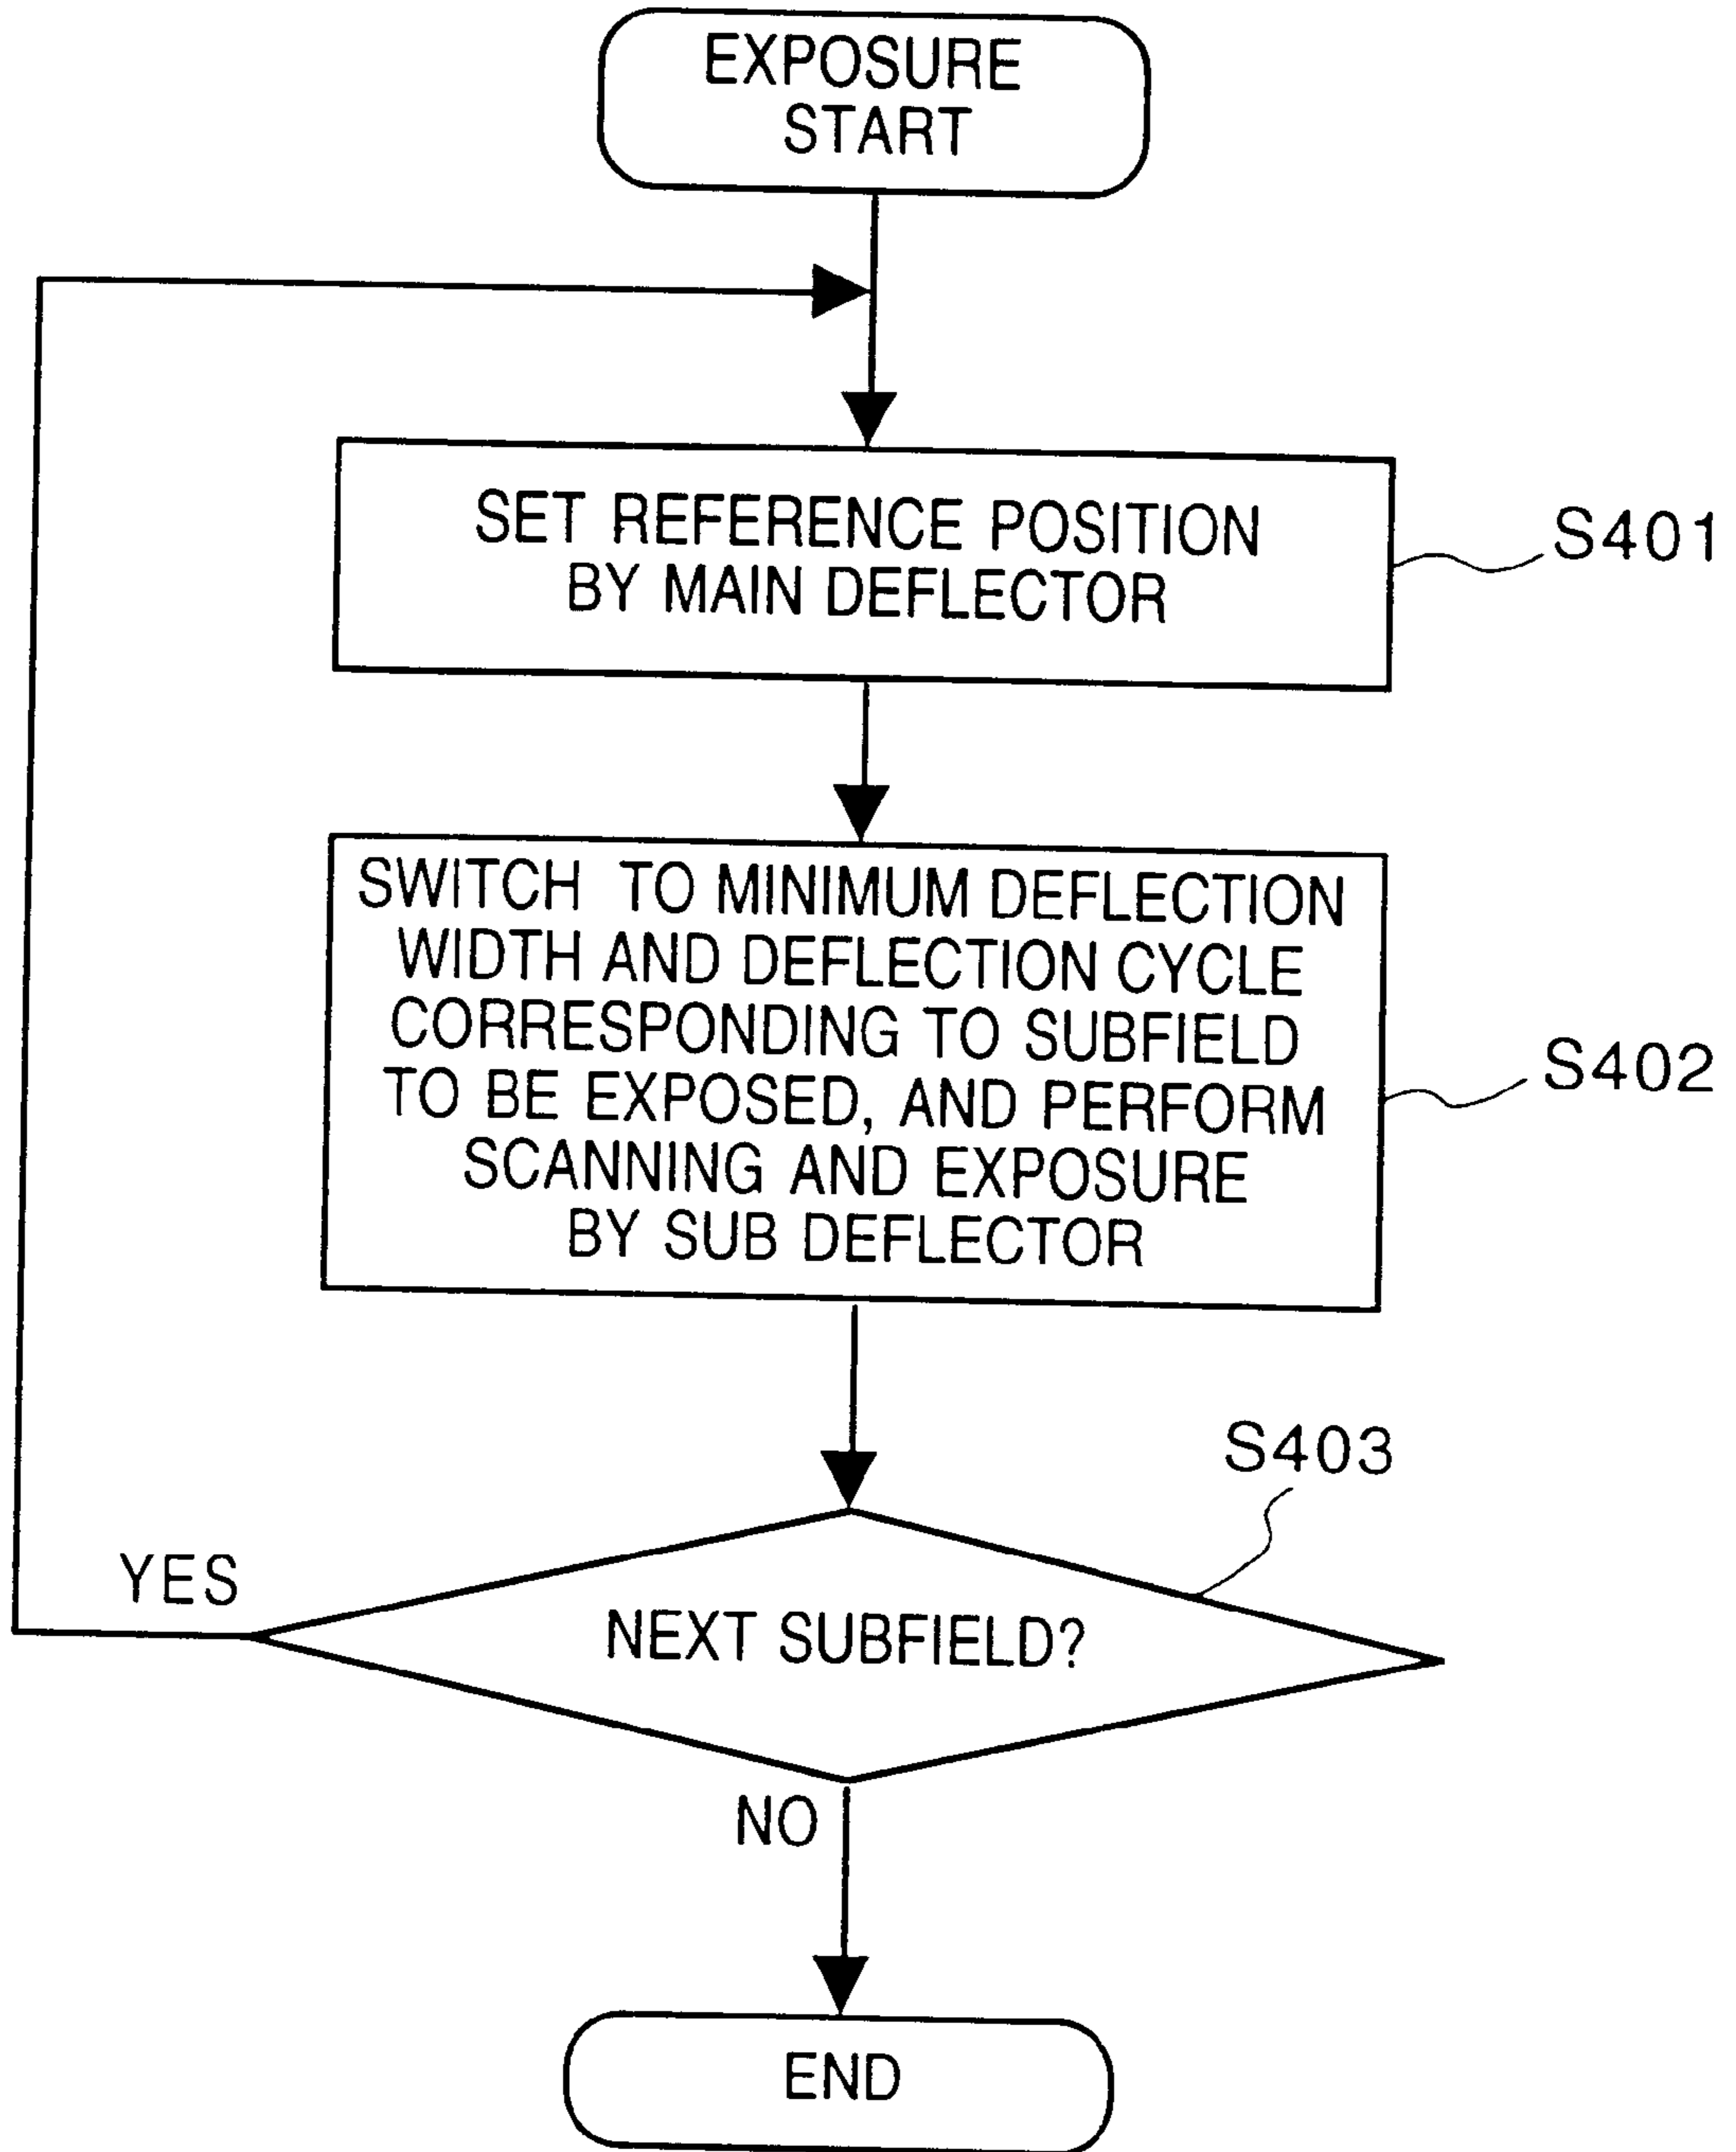 EXPOSURE
START
SET REFERENCE POSITION
BY MAIN DEFLECTOR
S401
SWITCH TO MINIMUM DEFLECTION
WIDTH AND DEFLECTION CYCLE
CORRESPONDING TO SUBFIELD
TO BE EXPOSED, AND PERFORM
SCANNING AND EXPOSURE
BY SUB DEFLECTOR
S402
S403
YES
NEXT SUBFIELD?
NO
END